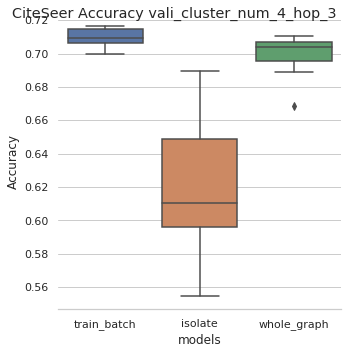 CiteSeer Accuracy vali_cluster_num_4_hop_3
0.72
0.70
0.68
0.66
0.64
0.62
0.60
0.58
0.56
Accuracy
train_batch
isolate
whole_graph
models